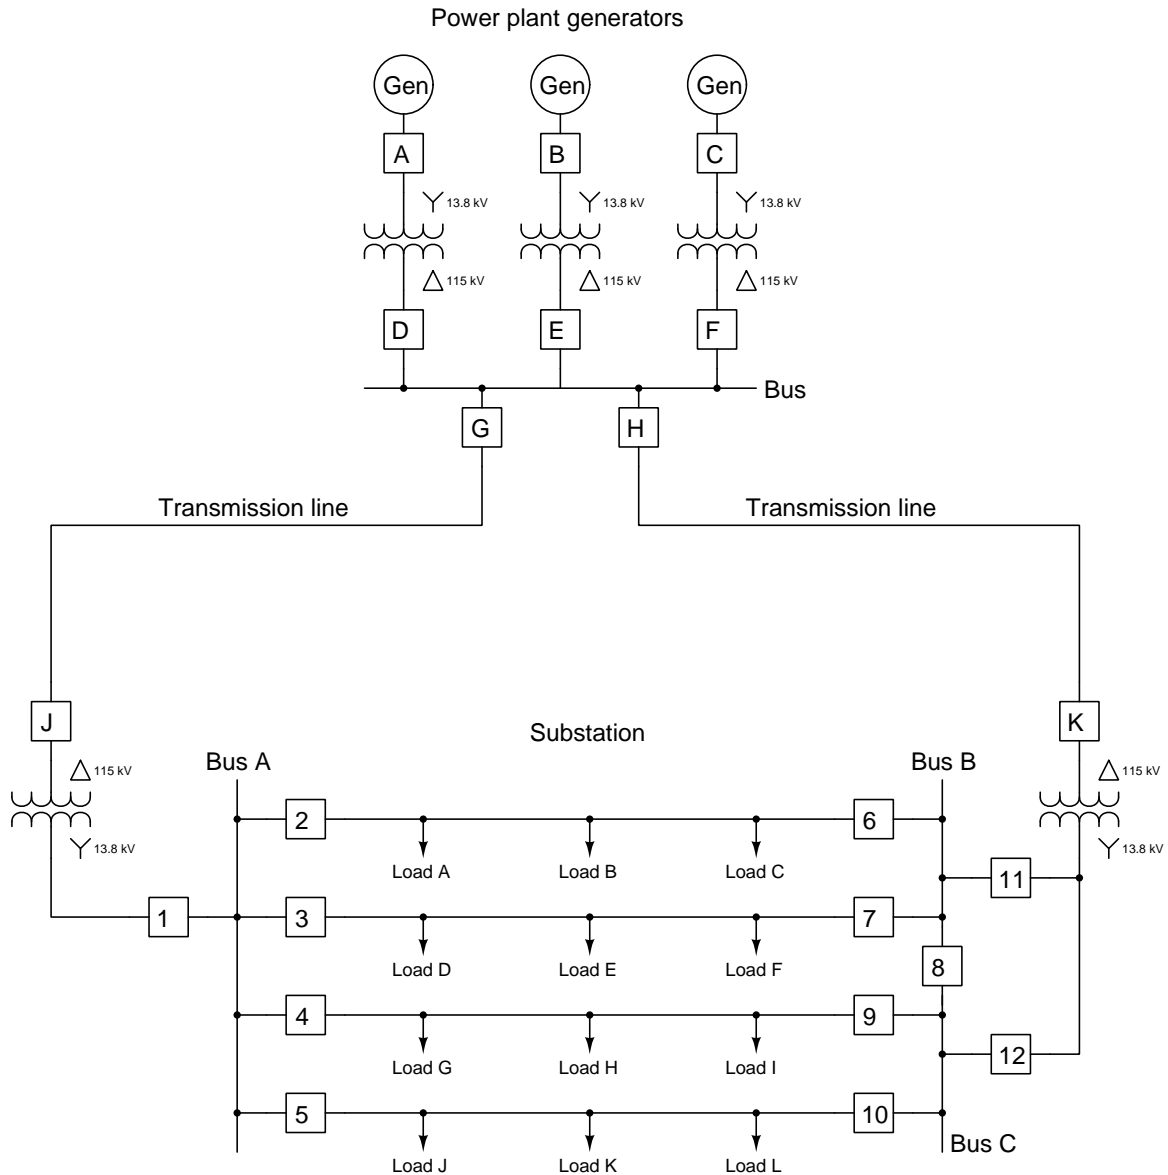 Power plant generators
Gen Gen Gen
A B C
13.8 kV 13.8 kV 13.8 kV
115 kV 115 kV 115 kV
D E F
Bus
G H
Transmission line Transmission line
J K
Substation
Bus A Bus B
115 kV 115 kV
2 6
13.8 kV 13.8 kV
Load A Load B Load C
11
1 3 7
Load D Load E Load F
8
4 9
12
Load G Load H Load I
5 10
Bus C
Load J Load K Load L